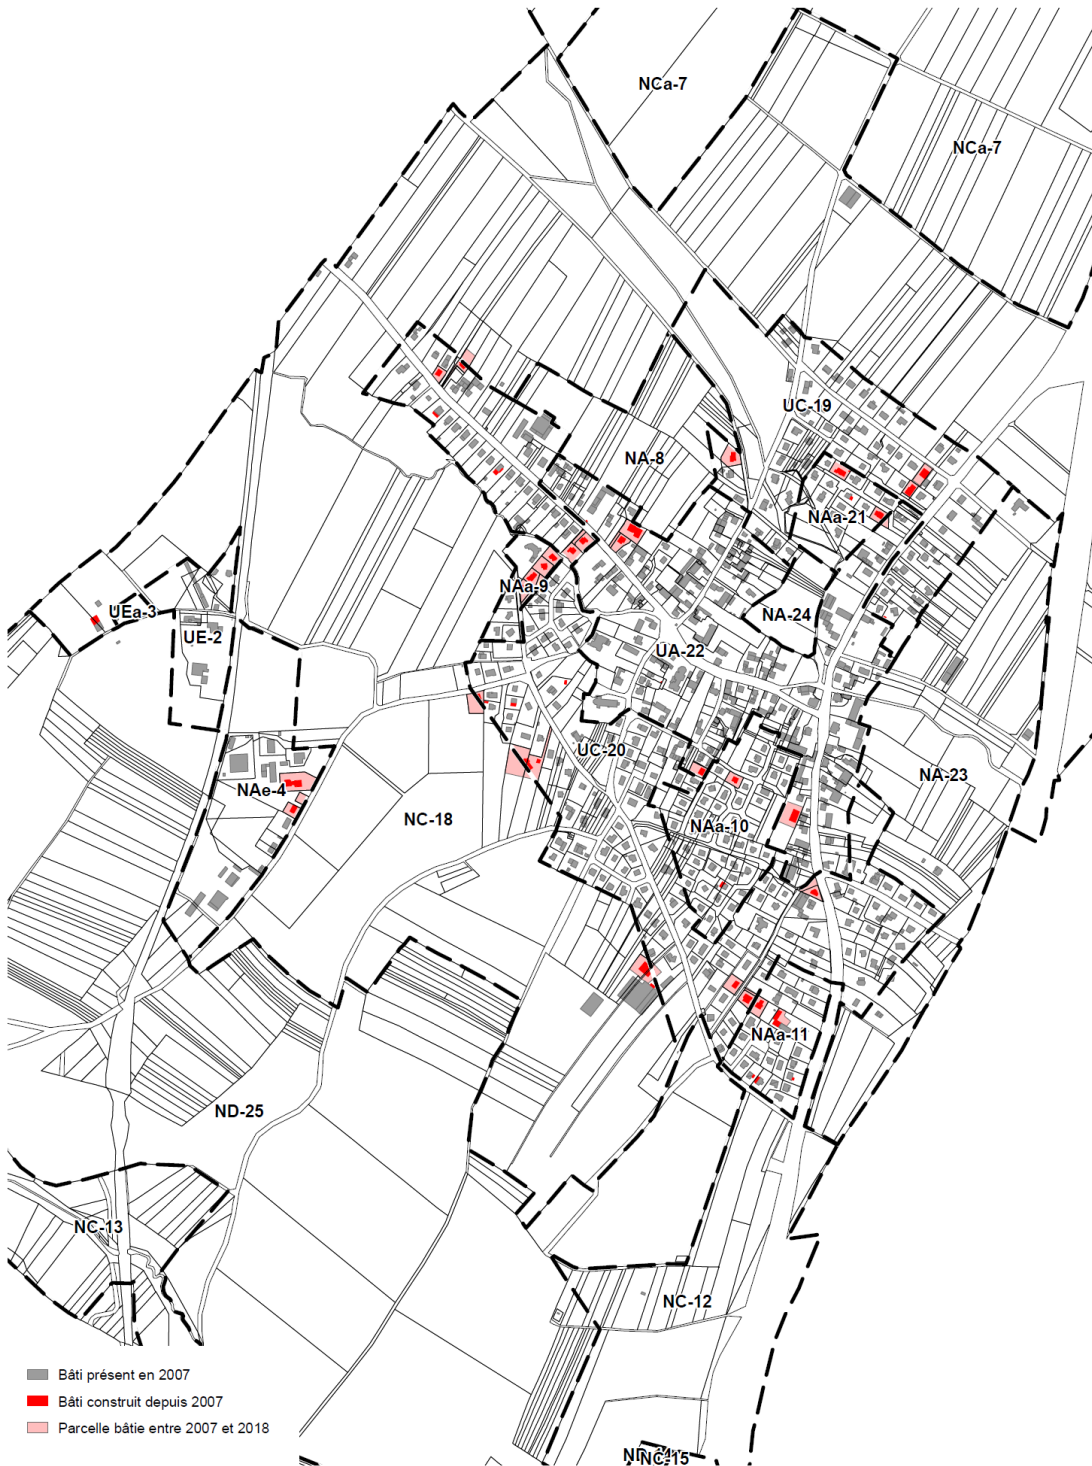 NCa-7
NCa-7
UC-19
NA-8
NAa-21
NAa-9
UEa-3
NA-24
UE-2
UA-22
UC-20
NA-23
NAe-4
NC-18
NAa-10
NAa-11
ND-25
NC-13
NC-12
Bâti présent en 2007
Bâti construit depuis 2007
Parcelle bâtie entre 2007 et 2018
NC-15